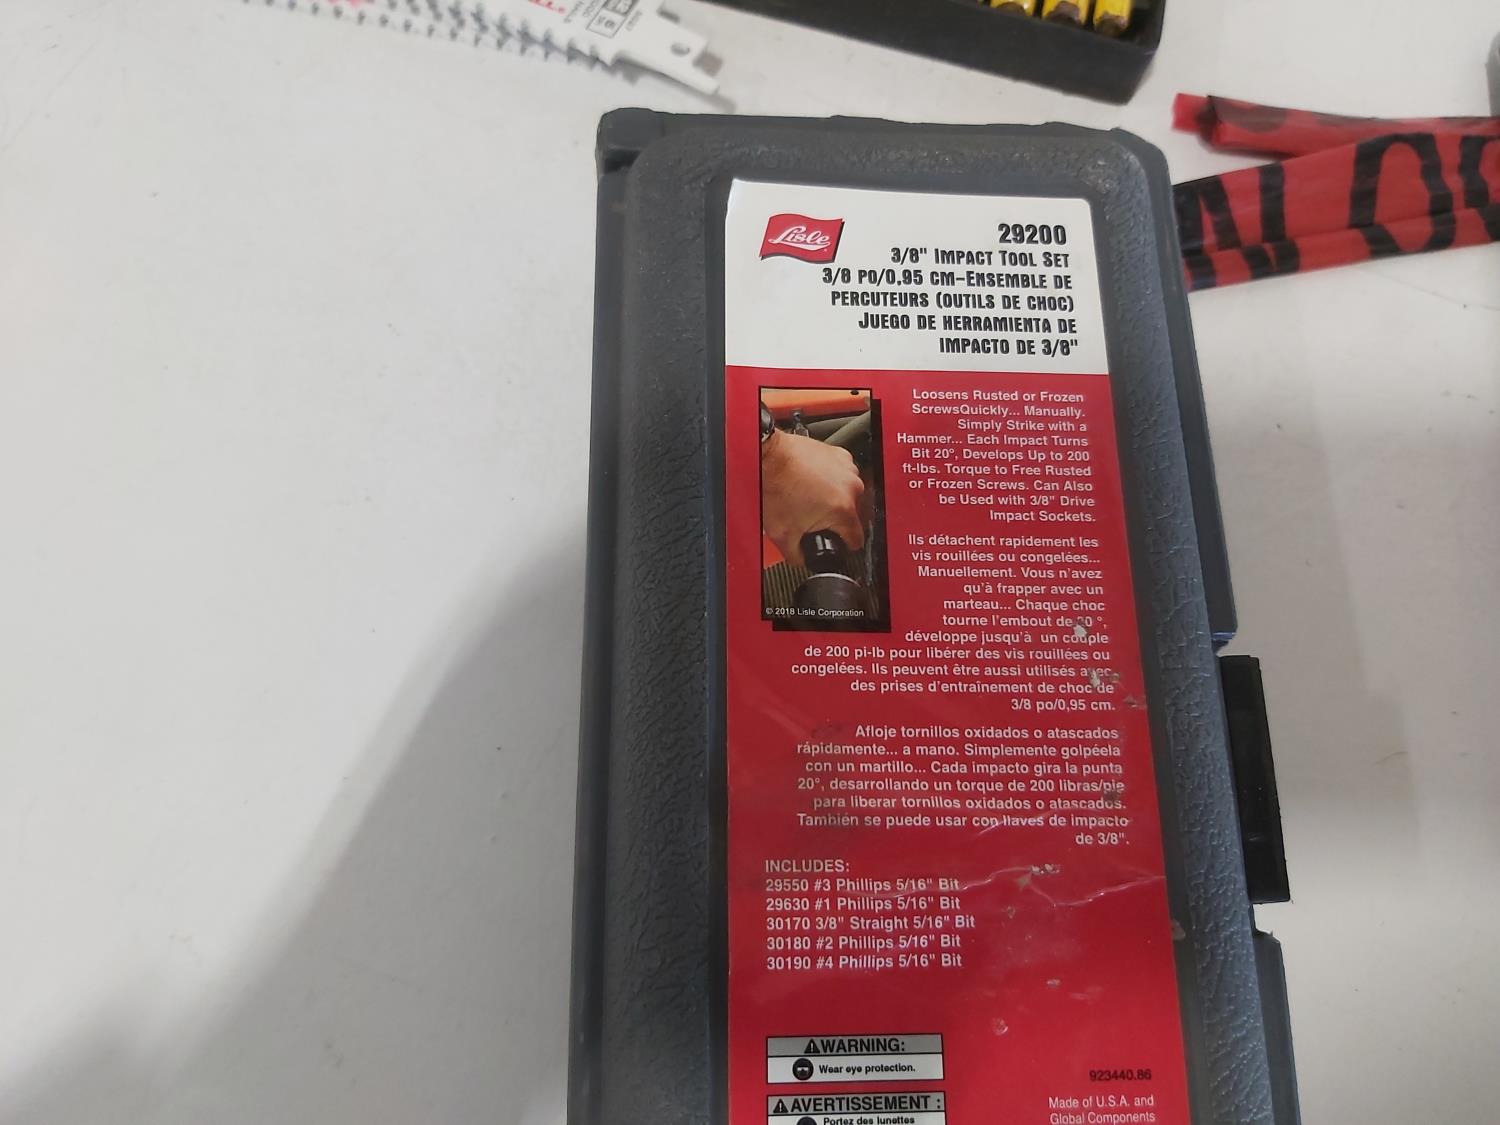 Lisle
29200
3/8" IMPACT TOOL SET
3/8 PO/0,95 CM–ENSEMBLE DE
PERCUTEURS (OUTILS DE CHOC)
JUEGO DE HERRAMIENTA DE
IMPACTO DE 3/8"
Loosens Rusted or Frozen
ScrewsQuickly... Manually.
Simply Strike with a
Hammer... Each Impact Turns
Bit 20°, Develops Up to 200
ft-lbs. Torque to Free Rusted
or Frozen Screws. Can Also
be Used with 3/8" Drive
Impact Sockets.
© 2018 Lisle Corporation
Ils détachent rapidement les
vis rouillées ou congelées...
Manuellement. Vous n'avez
qu'à frapper avec un
marteau... Chaque choc
tourne l'embout de 20 °,
développe jusqu'à un couple
de 200 pi-lb pour libérer des vis rouillées ou
congelées. Ils peuvent être aussi utilisés avec
des prises d'entraînement de choc de
3/8 po/0,95 cm.
Afloje tornillos oxidados o atascados
rápidamente... a mano. Simplemente golpéela
con un martillo... Cada impacto gira la punta
20°, desarrollando un torque de 200 libras/pie
para liberar tornillos oxidados o atascados.
También se puede usar con llaves de impacto
de 3/8".
INCLUDES:
29550 #3 Phillips 5/16" Bit
29630 #1 Phillips 5/16" Bit
30170 3/8" Straight 5/16" Bit
30180 #2 Phillips 5/16" Bit
30190 #4 Phillips 5/16" Bit
WARNING:
Wear eye protection.
AVERTISSEMENT :
Portez des lunettes
923440.86
Made of U.S.A. and
Global Components